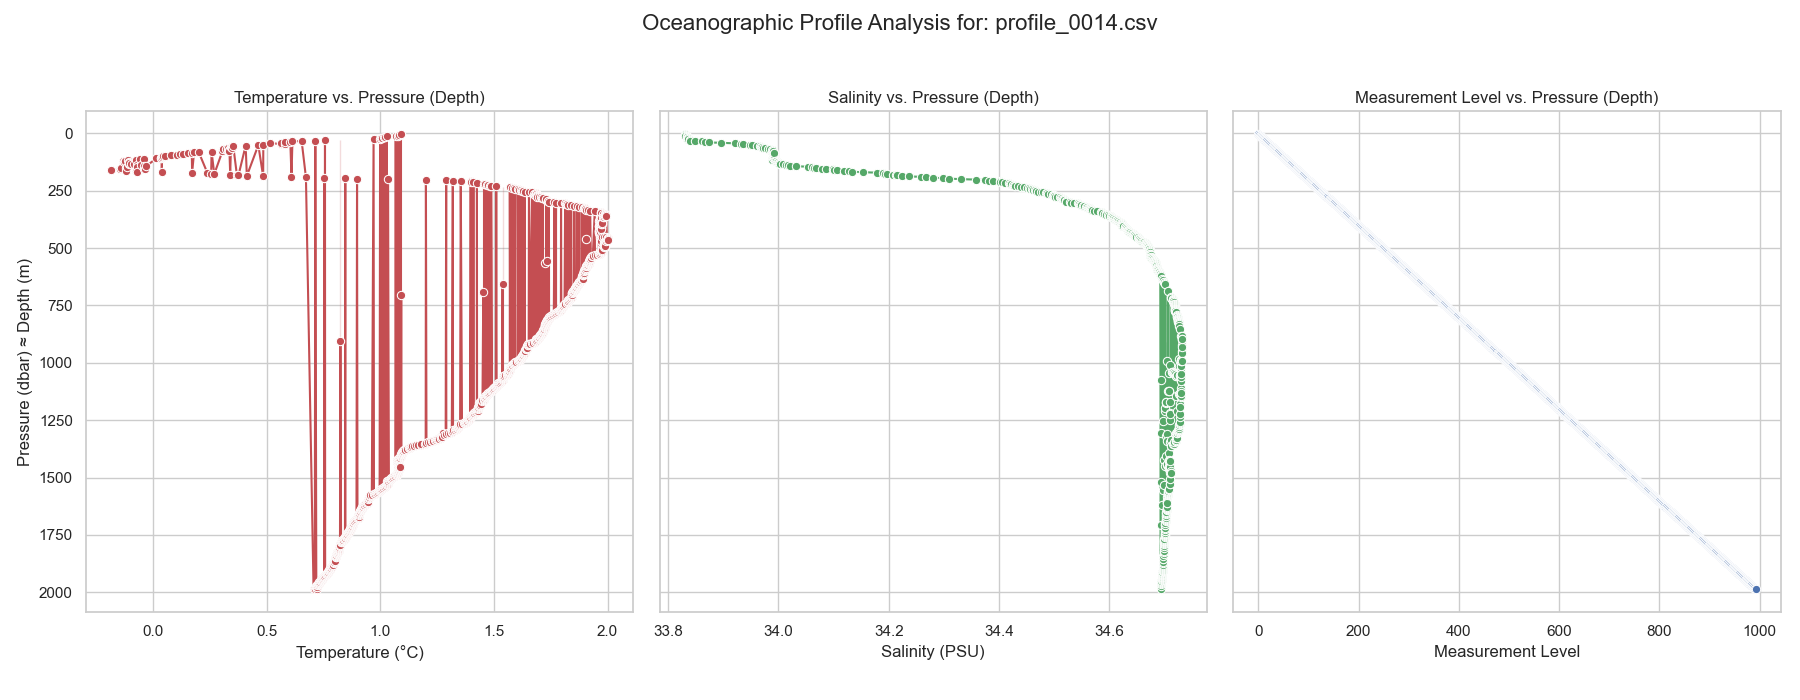 Oceanographic Profile Analysis for: profile_0014.csv
Temperature vs. Pressure (Depth)
Salinity vs. Pressure (Depth)
Measurement Level vs. Pressure (Depth)
Pressure (dbar) ≈ Depth (m)
0
250
500
750
1000
1250
1500
1750
2000
0.0 0.5 1.0 1.5 2.0
33.8 34.0 34.2 34.4 34.6
0 200 400 600 800 1000
Temperature (°C)
Salinity (PSU)
Measurement Level